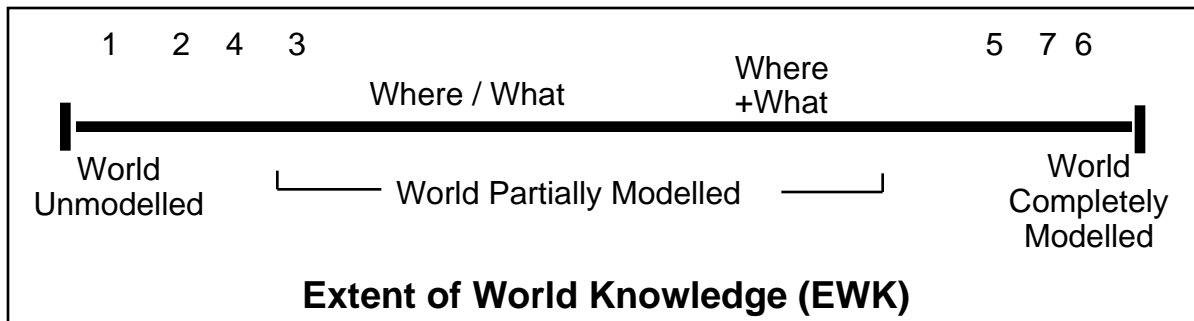 1 2 4 3 5 7 6
Where / What
Where
+What
World
Unmodelled
World Partially Modelled
World
Completely
Modelled
Extent of World Knowledge (EWK)